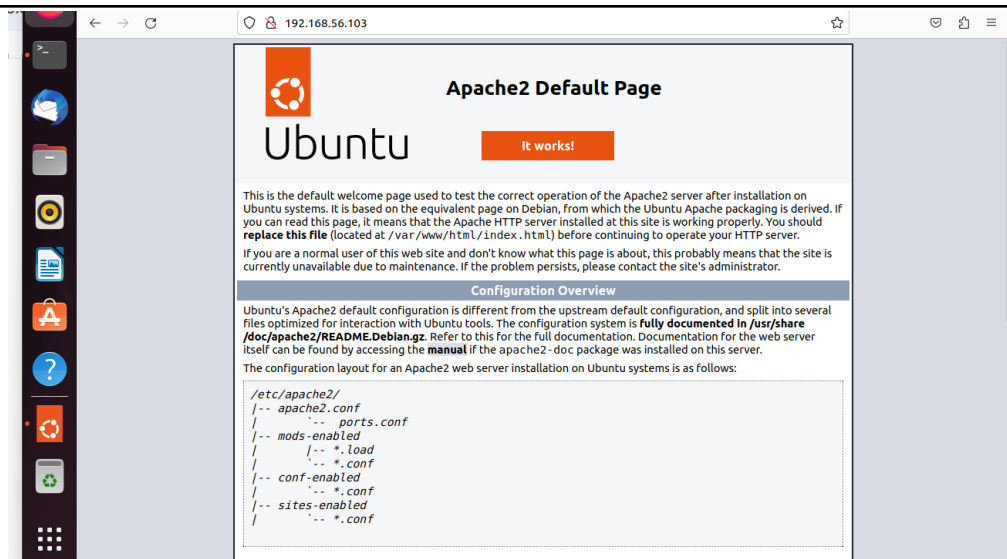 192.168.56.103
Apache2 Default Page
Ubuntu
It works!
This is the default welcome page used to test the correct operation of the Apache2 server after installation on
Ubuntu systems. It is based on the equivalent page on Debian, from which the Ubuntu Apache packaging is derived. If
you can read this page, it means that the Apache HTTP server installed at this site is working properly. You should
replace this file (located at /var/www/html/index.html) before continuing to operate your HTTP server.
If you are a normal user of this web site and don't know what this page is about, this probably means that the site is
currently unavailable due to maintenance. If the problem persists, please contact the site's administrator.
Configuration Overview
Ubuntu's Apache2 default configuration is different from the upstream default configuration, and split into several
files optimized for interaction with Ubuntu tools. The configuration system is fully documented in /usr/share
/doc/apache2/README.Debian.gz. Refer to this for the full documentation. Documentation for the web server
itself can be found by accessing the manual if the apache2-doc package was installed on this server.
The configuration layout for an Apache2 web server installation on Ubuntu systems is as follows:
/etc/apache2/
|-- apache2.conf
|       `--  ports.conf
|-- mods-enabled
|       |-- *.load
|       `-- *.conf
|-- conf-enabled
|       `-- *.conf
|-- sites-enabled
|       `-- *.conf